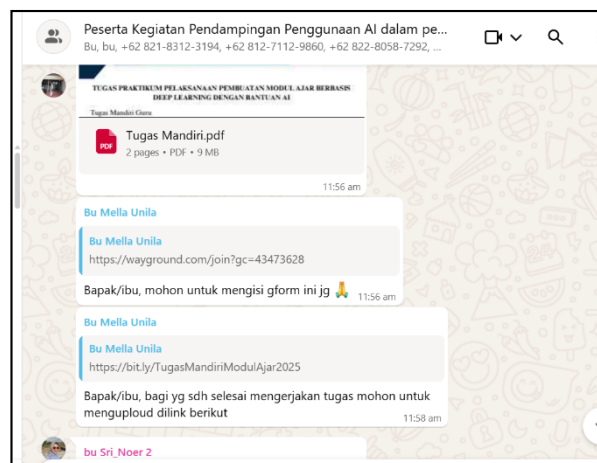 Peserta Kegiatan Pendampingan Penggunaan AI dalam pe...
Bu, bu, +62 821-8312-3194, +62 812-7112-9860, +62 822-8058-7292, ...
TUGAS PRAKTIKUM PELAKSANAAN PEMBUATAN MODUL AJAR BERBASIS
DEEP LEARNING DENGAN BANTUAN AI
Tugas Mandiri Guru
PDF
Tugas Mandiri.pdf
2 pages • PDF • 9 MB
11:56 am
Bu Mella Unila
Bu Mella Unila
https://wayground.com/join?gc=43473628
Bapak/ibu, mohon untuk mengisi gform ini jg 🙏 11:56 am
Bu Mella Unila
Bu Mella Unila
https://bit.ly/TugasMandiriModulAjar2025
Bapak/ibu, bagi yg sdh selesai mengerjakan tugas mohon untuk
menguploud dilink berikut
11:58 am
bu Sri_Noer 2